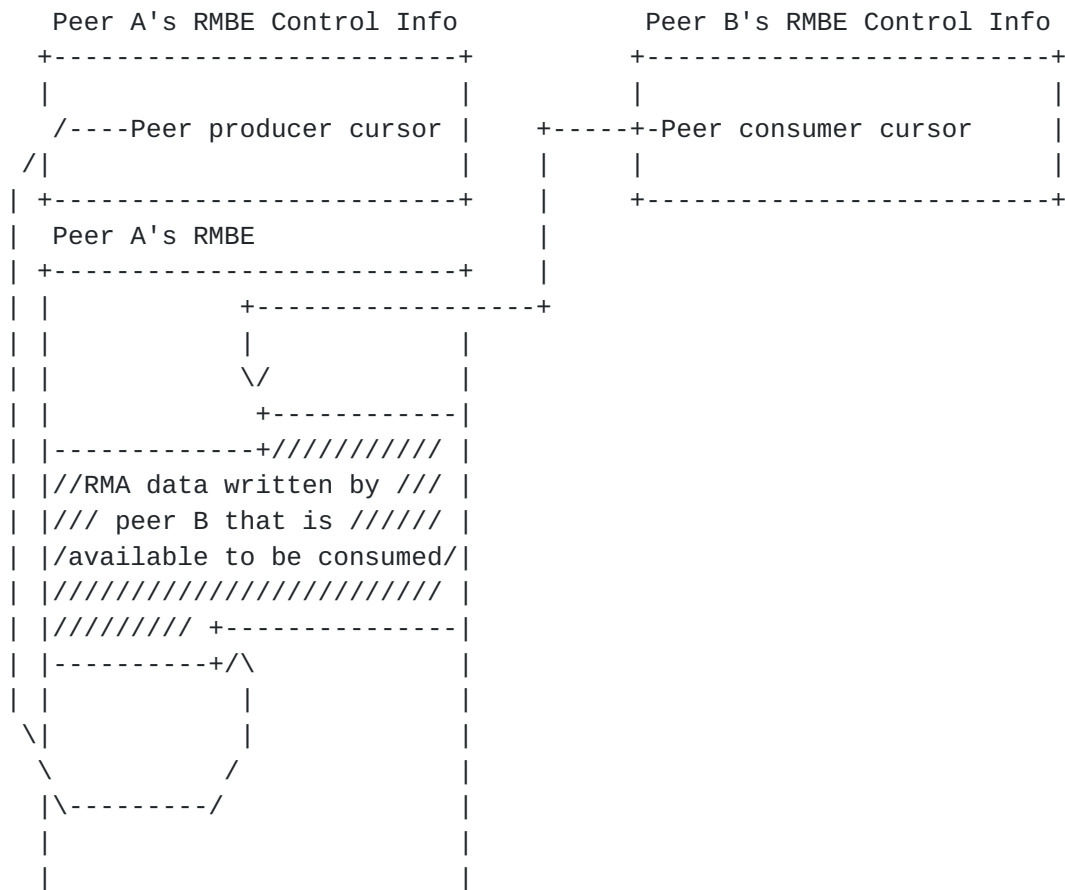 Peer A's RMBE Control Info Peer B's RMBE Control Info
Peer producer cursor Peer consumer cursor
Peer A's RMBE
RMA data written by
peer B that is
available to be consumed